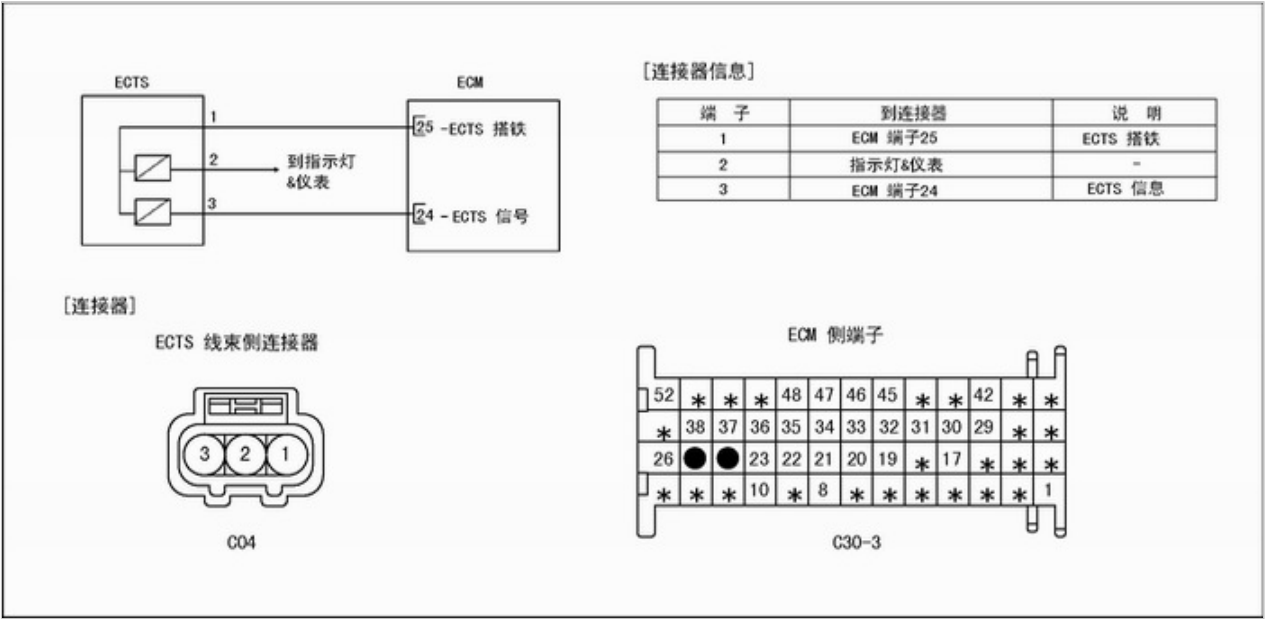 ECTS
ECM
1
25 -ECTS 搭铁
2
到指示灯
&仪表
3
24 - ECTS 信号
[连接器信息]
端 子 到连接器 说 明
1 ECM 端子25 ECTS 搭铁
2 指示灯&仪表 -
3 ECM 端子24 ECTS 信息
[连接器]
ECTS 线束侧连接器
3 2 1
C04
ECM 侧端子
52 * * * 48 47 46 45 * * 42 * *
* 38 37 36 35 34 33 32 31 30 29 * *
26 ● ● 23 22 21 20 19 * 17 * * *
* * * 10 * 8 * * * * * * 1
C30-3